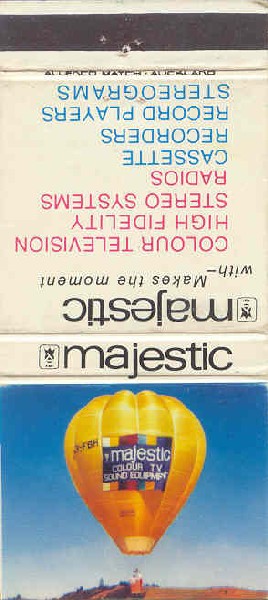 majestic
Makes the moment
with—
COLOUR TELEVISION
HIGH FIDELITY
STEREO SYSTEMS
RADIOS
CASSETTE
RECORDERS
RECORD PLAYERS
STEREOGRAMS
majestic
majestic
COLOUR TV
SOUND EQUIPMENT